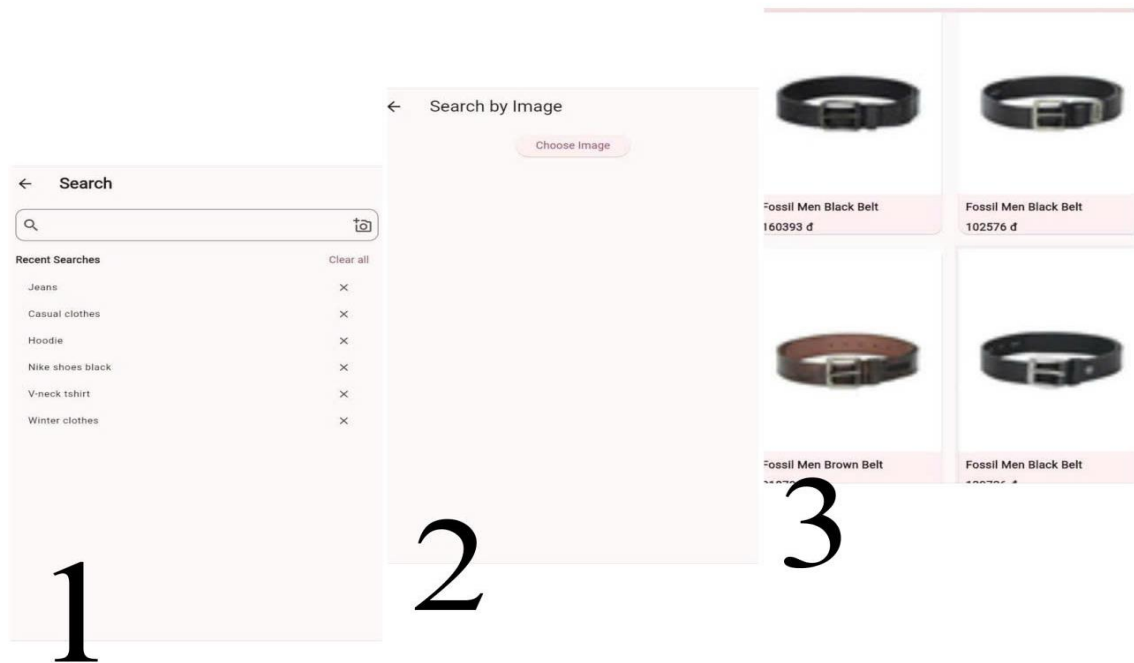 Search
Recent Searches Clear all
Jeans
Casual clothes
Hoodie
Nike shoes black
V-neck tshirt
Winter clothes
1
Search by Image
Choose Image
2
Fossil Men Black Belt
160393 đ
Fossil Men Black Belt
102576 đ
Fossil Men Brown Belt
Fossil Men Black Belt
3